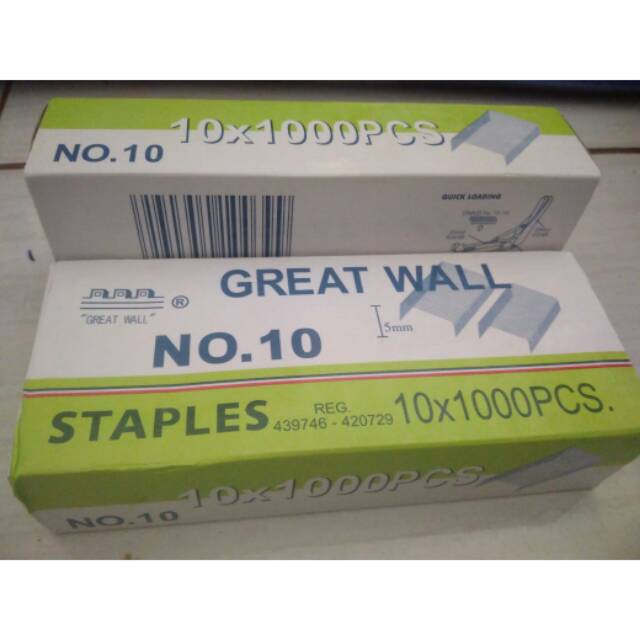 10x1000PCS
NO.10
QUICK LOADING
GREAT WALL
"GREAT WALL" ®
NO.10
5mm
STAPLES REG. 439746 - 420729 10x1000PCS.
10x1000PCS
NO.10